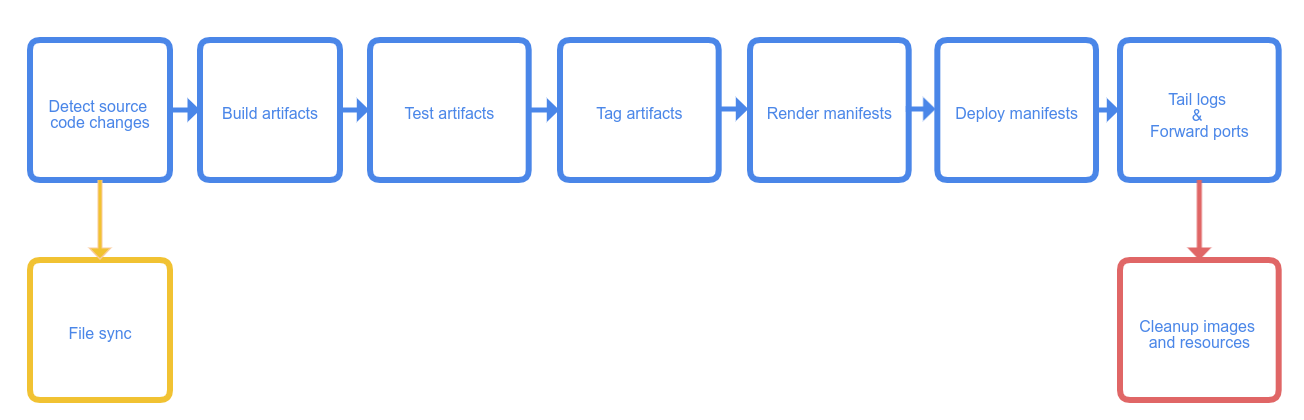 Detect source
code changes
Build artifacts
Test artifacts
Tag artifacts
Render manifests
Deploy manifests
Tail logs
&
Forward ports
File sync
Cleanup images
and resources